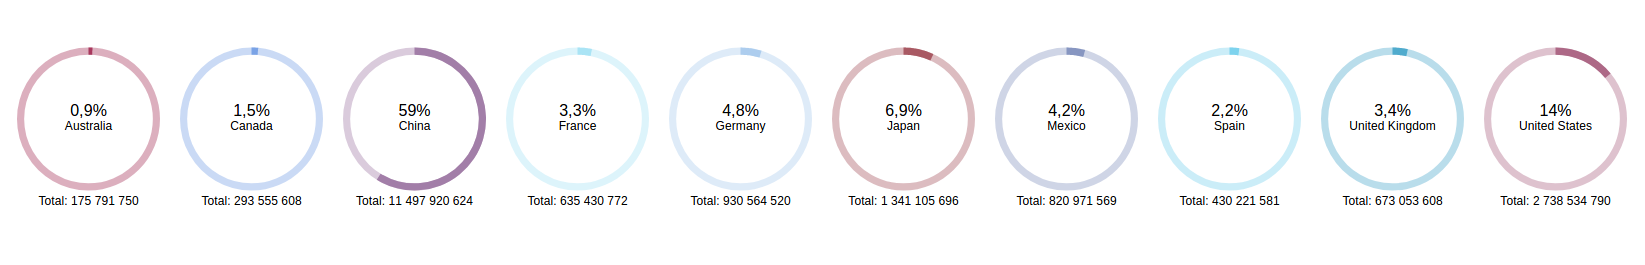 0,9%
Australia
Total: 175 791 750
1,5%
Canada
Total: 293 555 608
59%
China
Total: 11 497 920 624
3,3%
France
Total: 635 430 772
4,8%
Germany
Total: 930 564 520
6,9%
Japan
Total: 1 341 105 696
4,2%
Mexico
Total: 820 971 569
2,2%
Spain
Total: 430 221 581
3,4%
United Kingdom
Total: 673 053 608
14%
United States
Total: 2 738 534 790